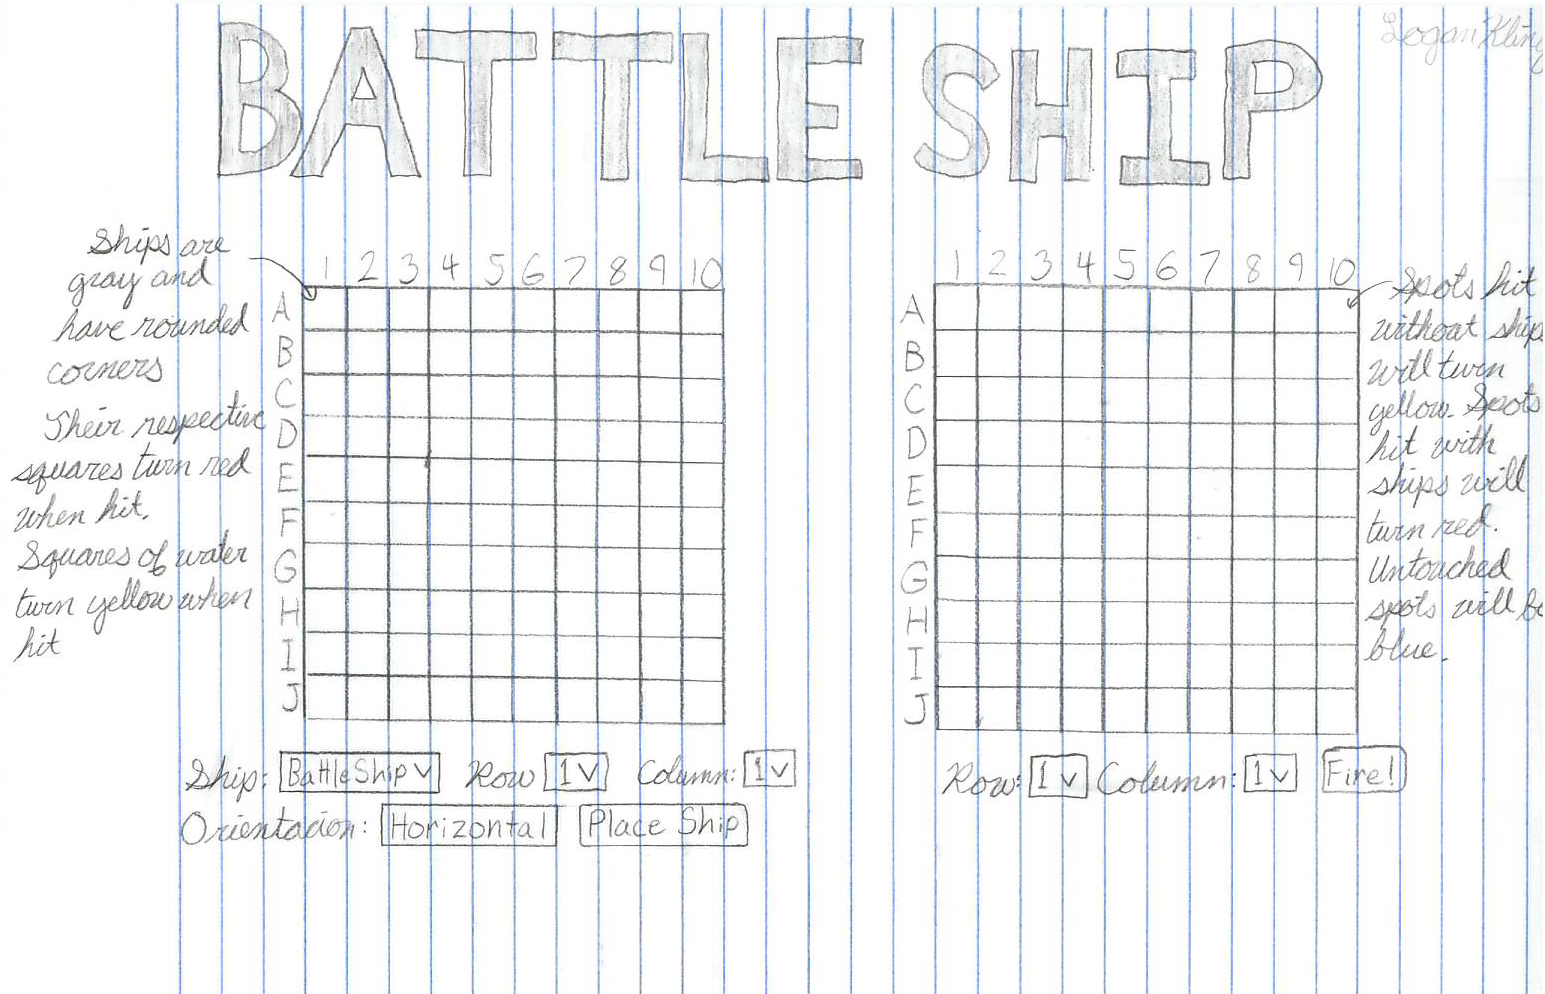 BATTLE SHIP
Logan Kling
Ships are
gray and
have rounded
corners
Their respective
squares turn red
when hit.
Squares of water
turn yellow when
hit
1 2 3 4 5 6 7 8 9 10
A
B
C
D
E
F
G
H
I
J
1 2 3 4 5 6 7 8 9 10
A
B
C
D
E
F
G
H
I
J
Spots hit
without ships
will turn
yellow. Spots
hit with
ships will
turn red.
Untouched
spots will be
blue.
Ship: BattleShip Row 1 Column: 1
Orientation: Horizontal Place Ship
Row: 1 Column: 1 Fire!